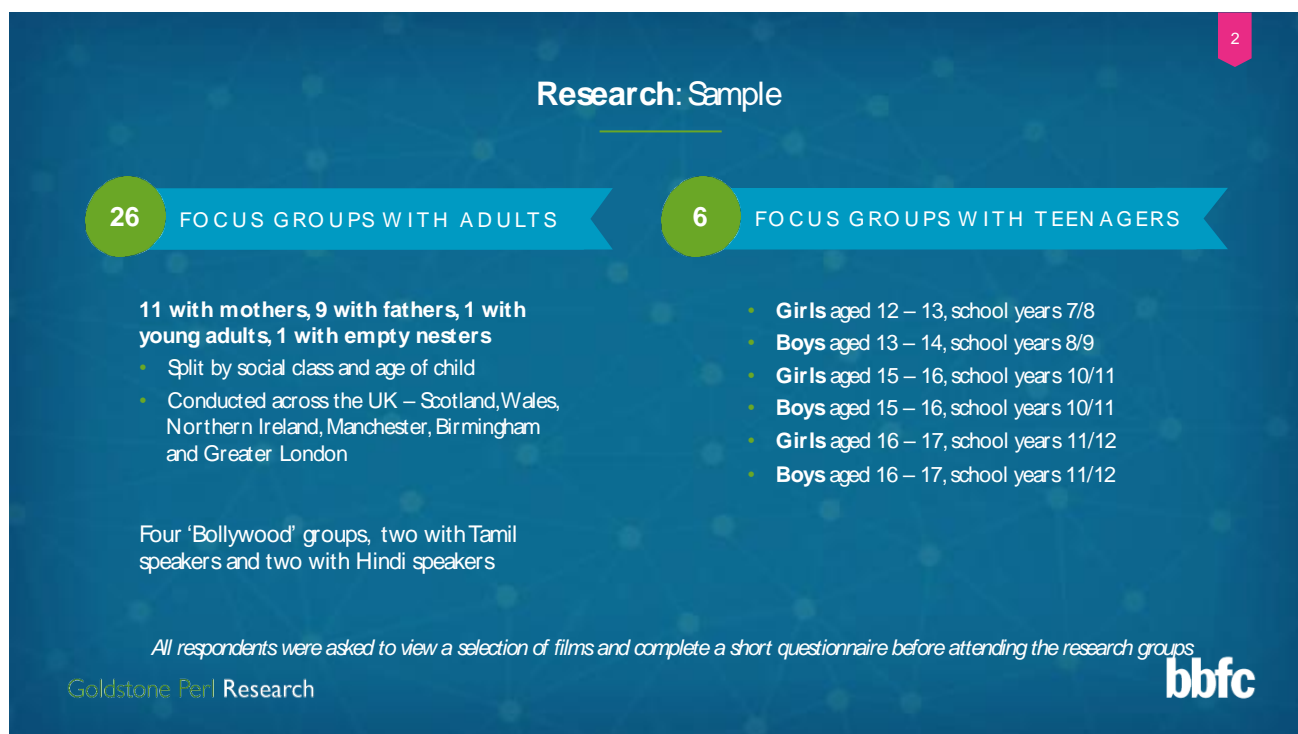 2
Research: Sample
26
FOCUS GROUPS WITH ADULTS
11 with mothers, 9 with fathers, 1 with
young adults, 1 with empty nesters
• Split by social class and age of child
• Conducted across the UK – Scotland, Wales,
Northern Ireland, Manchester, Birmingham
and Greater London
Four ‘Bollywood’ groups, two with Tamil
speakers and two with Hindi speakers
6
FOCUS GROUPS WITH TEENAGERS
• Girls aged 12 – 13, school years 7/8
• Boys aged 13 – 14, school years 8/9
• Girls aged 15 – 16, school years 10/11
• Boys aged 15 – 16, school years 10/11
• Girls aged 16 – 17, school years 11/12
• Boys aged 16 – 17, school years 11/12
All respondents were asked to view a selection of films and complete a short questionnaire before attending the research groups
Goldstone Perl Research
bbfc